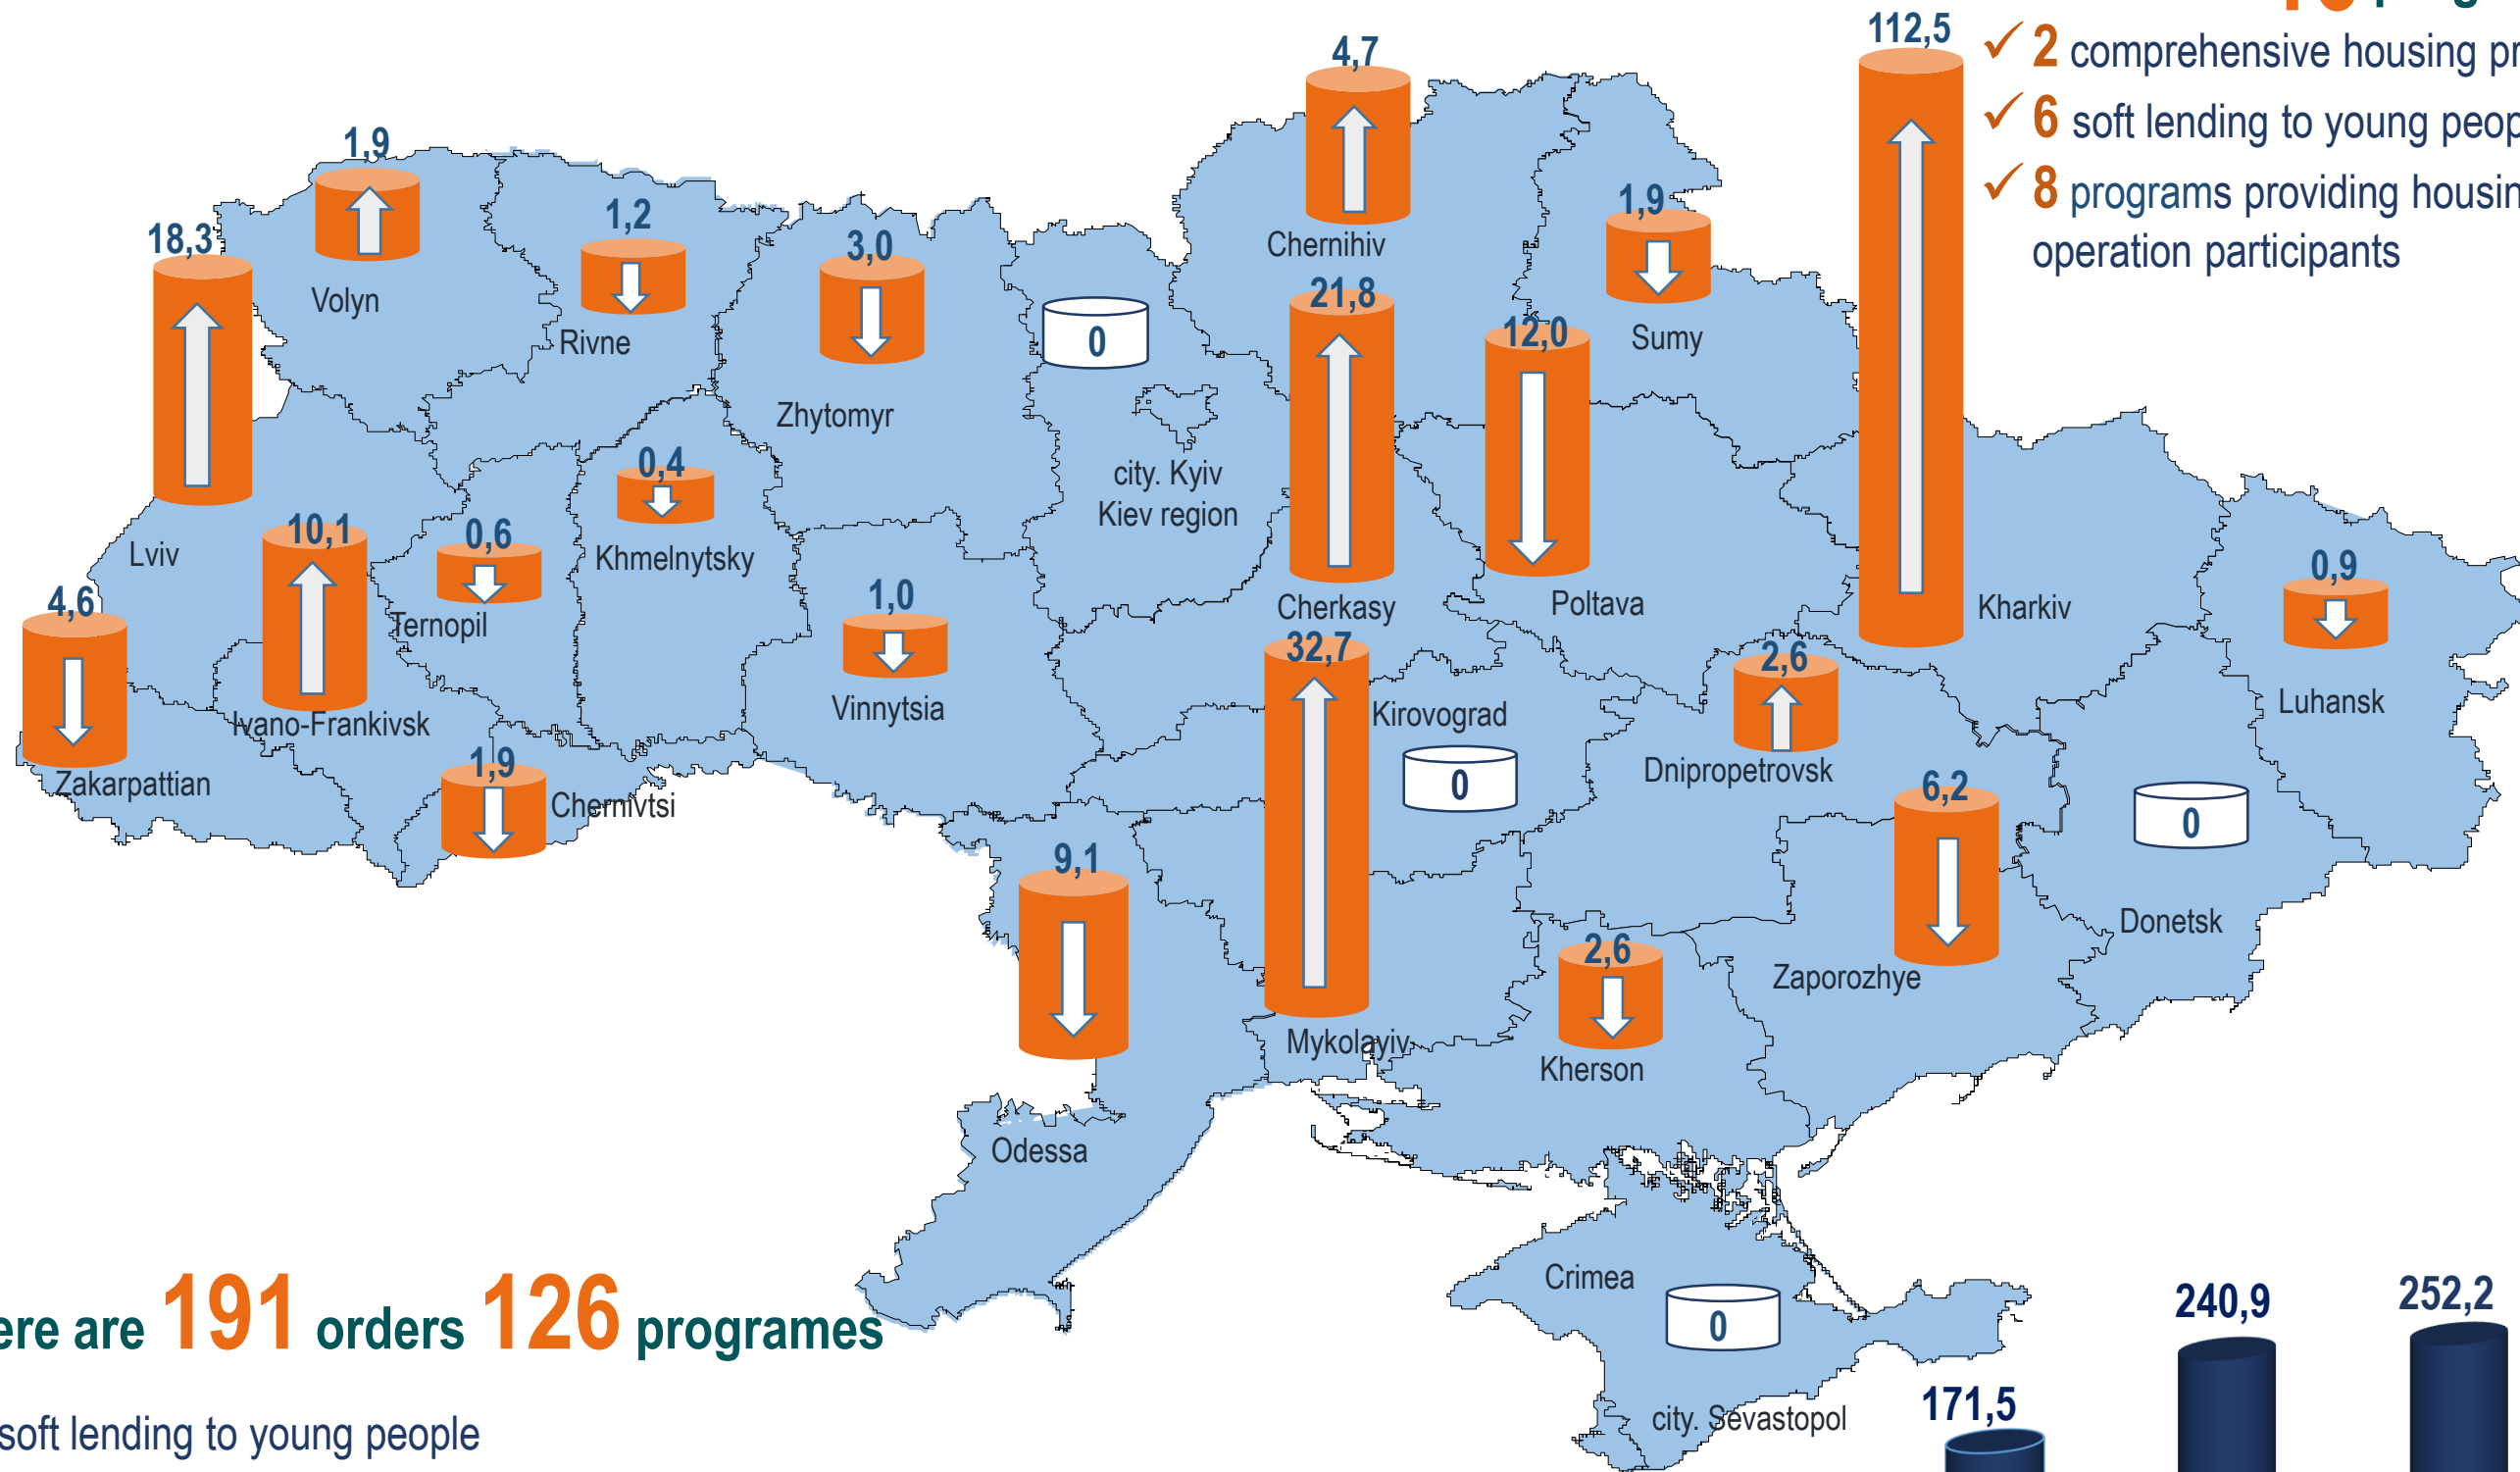 112,5
✓ 2 comprehensive housing
✓ 6 soft lending to young
✓ 8 programs providing
operation participants
4,7
Chernihiv
1,9
Volyn
1,2
Rivne
18,3
Lviv
3,0
Zhytomyr
0
city. Kyiv
Kiev region
21,8
Cherkasy
12,0
Poltava
1,9
Sumy
Kharkiv
0,4
Khmelnytsky
10,1
Ivano-Frankivsk
0,6
Ternopil
4,6
Zakarpattian
1,9
Chernivtsi
1,0
Vinnytsia
32,7
Mykolayiv
Kirovograd
0
2,6
Dnipropetrovsk
0,9
Luhansk
6,2
Zaporozhye
0
Donetsk
9,1
Odessa
2,6
Kherson
Crimea
0
city. Sevastopol
are 191 orders 126 programes
soft lending to young people
171,5
240,9
252,2